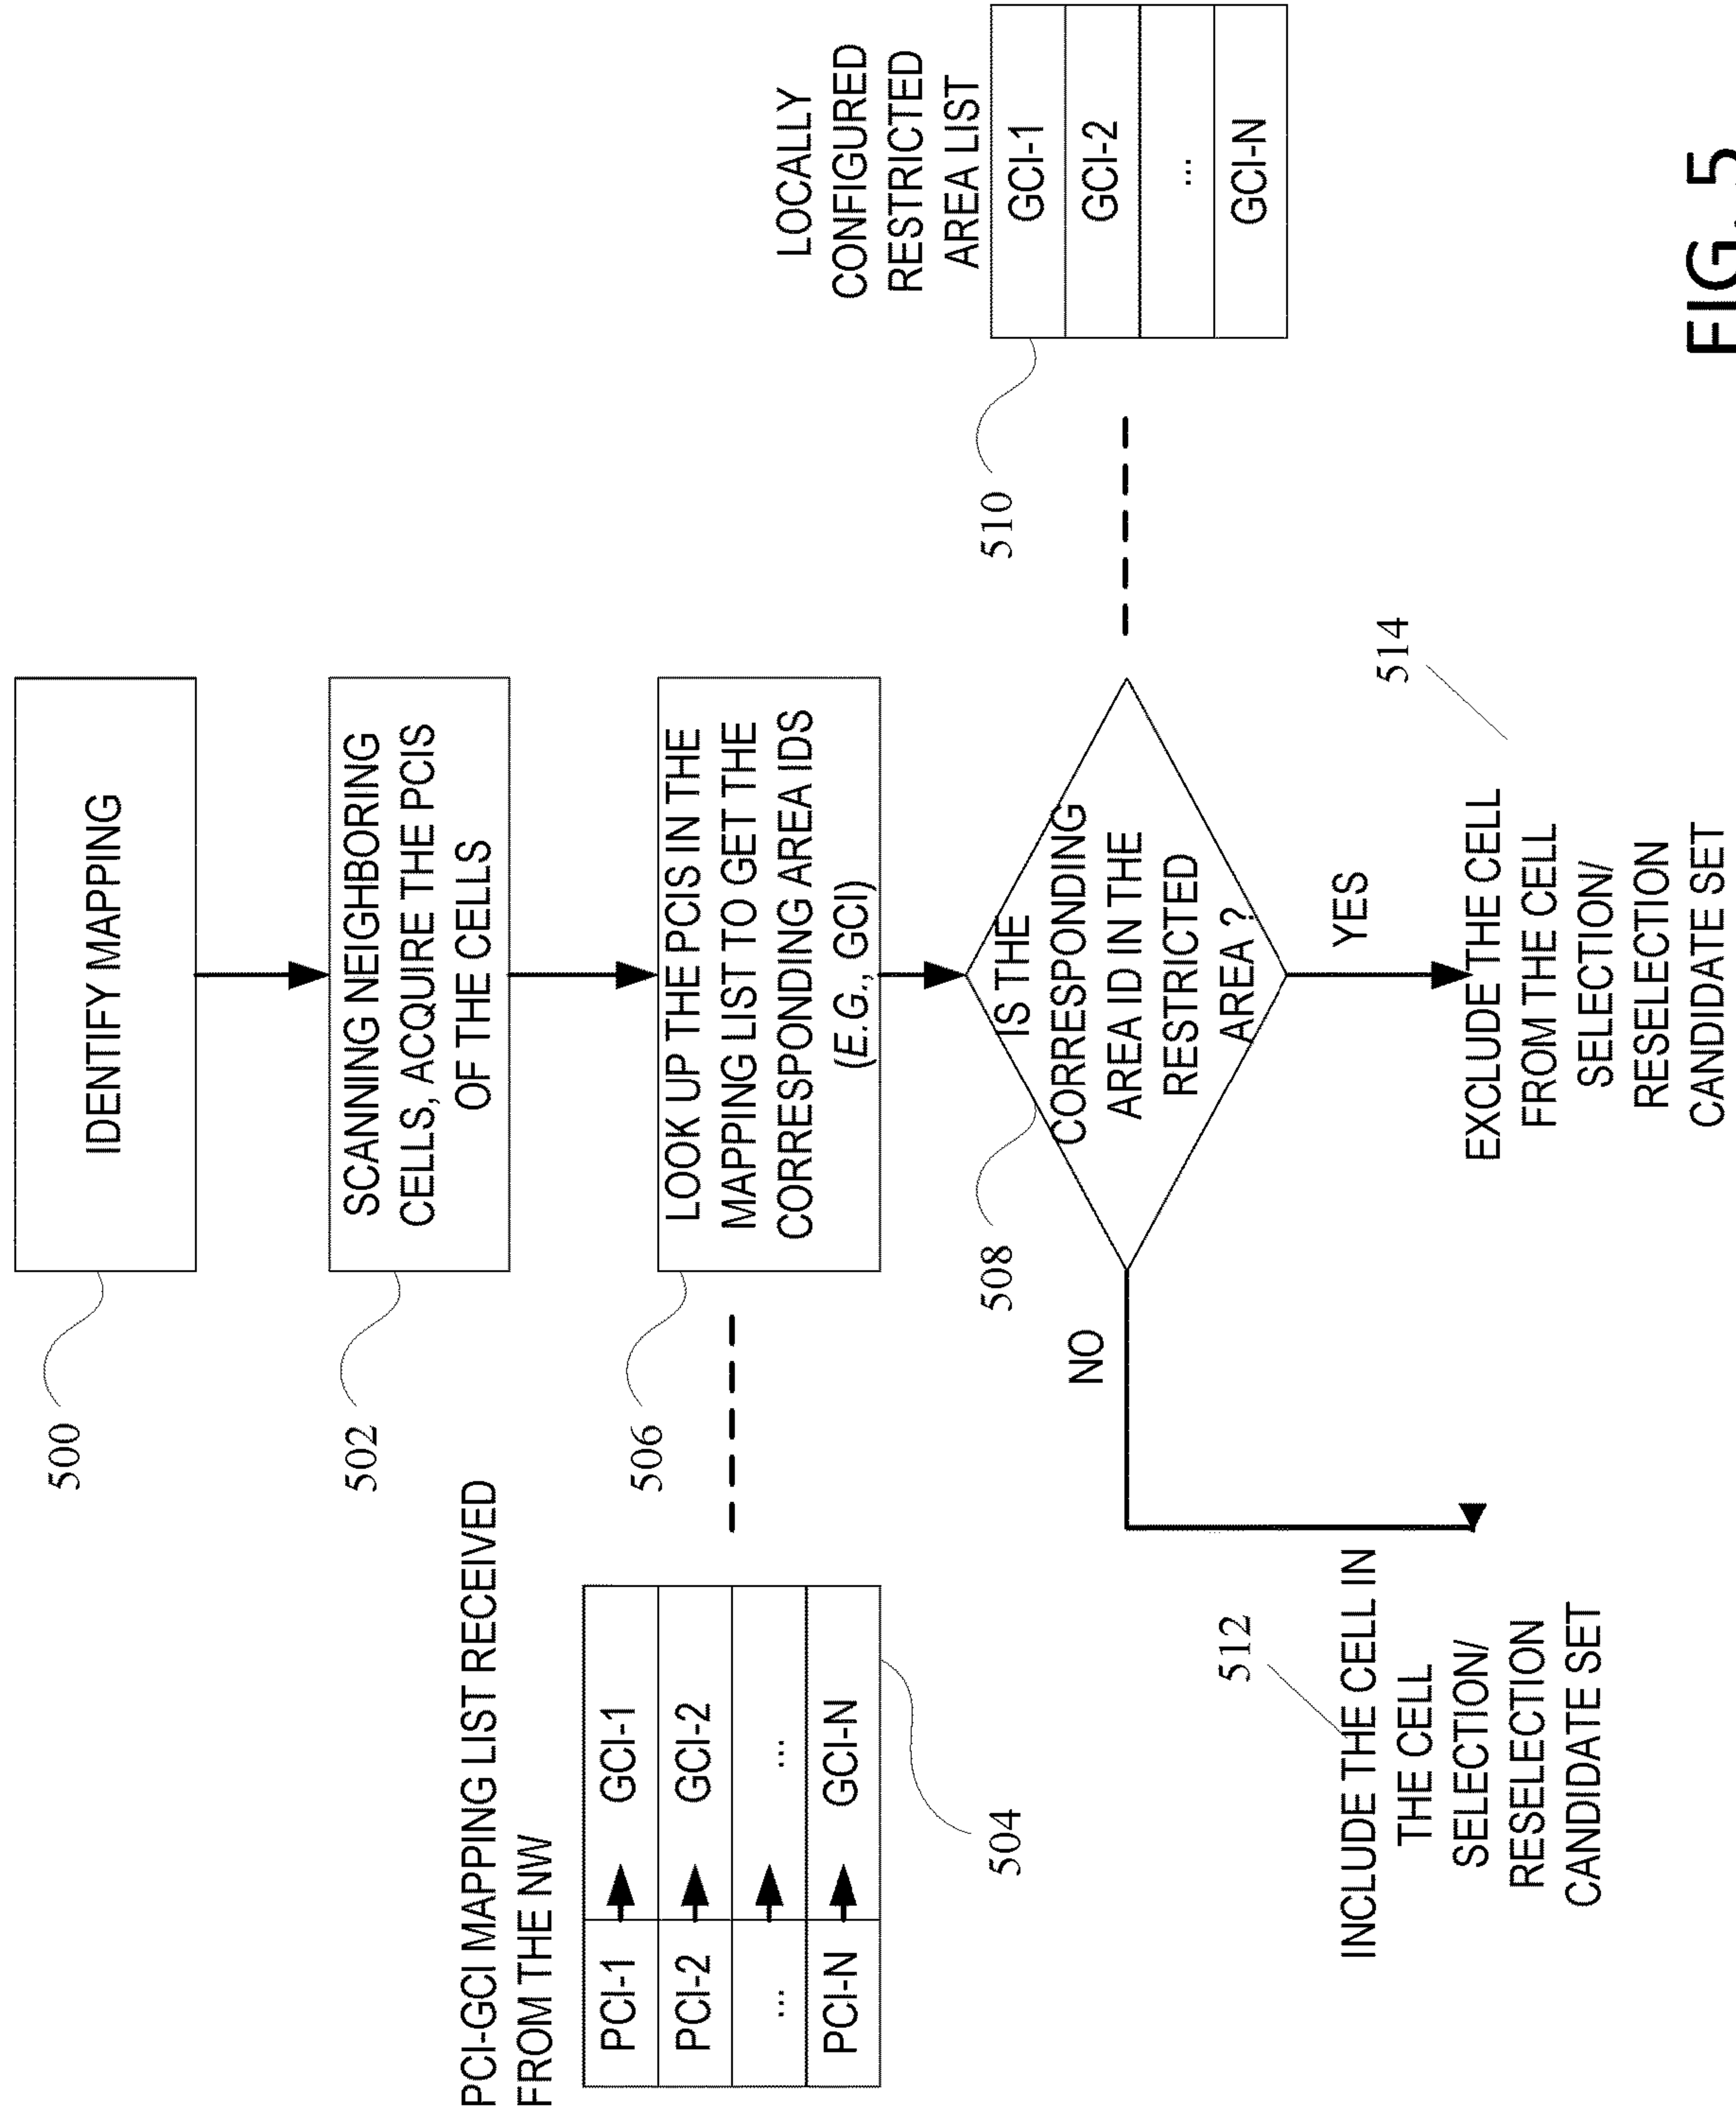 IDENTIFY MAPPING
500
SCANNING NEIGHBORING
CELLS, ACQUIRE THE PCIS
OF THE CELLS
502
PCI-GCI MAPPING LIST RECEIVED
FROM THE NW
PCI-1 GCI-1
PCI-2 GCI-2
... ...
PCI-N GCI-N
504
LOOK UP THE PCIS IN THE
MAPPING LIST TO GET THE
CORRESPONDING AREA IDS
(E.G., GCI)
506
IS THE
CORRESPONDING
AREA ID IN THE
RESTRICTED
AREA ?
508
LOCALLY
CONFIGURED
RESTRICTED
AREA LIST
GCI-1
GCI-2
...
GCI-N
510
NO
YES
512
INCLUDE THE CELL IN
THE CELL
SELECTION/
RESELECTION
CANDIDATE SET
514
EXCLUDE THE CELL
FROM THE CELL
SELECTION/
RESELECTION
CANDIDATE SET
FIG. 5